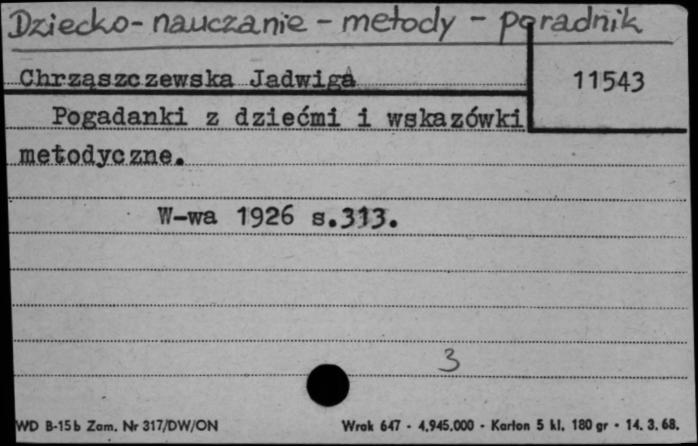 Dziecko - nauczanie - metody - poradnik
Chrząszczewska Jadwiga
11543
Pogadanki z dziećmi i wskazówki
metodyczne.
W-wa 1926 s.313.
3
WD B-15b Zam. Nr 317/DW/ON
Wrok 647 - 4,945.000 - Karton 5 kl. 180 gr - 14. 3. 68.